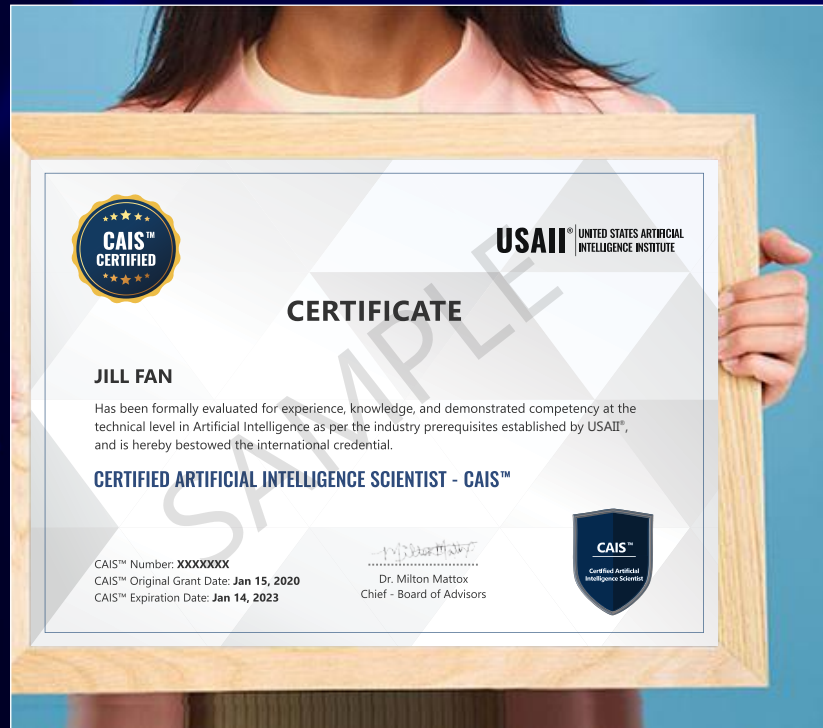 CAIS™
CERTIFIED
USAII® UNITED STATES ARTIFICIAL
INTELLIGENCE INSTITUTE
CERTIFICATE
SAMPLE
JILL FAN
Has been formally evaluated for experience, knowledge, and demonstrated competency at the
technical level in Artificial Intelligence as per the industry prerequisites established by USAII®,
and is hereby bestowed the international credential.
CERTIFIED ARTIFICIAL INTELLIGENCE SCIENTIST - CAIS™
CAIS™ Number: XXXXXXX
CAIS™ Original Grant Date: Jan 15, 2020
CAIS™ Expiration Date: Jan 14, 2023
Milton Mattox
Dr. Milton Mattox
Chief - Board of Advisors
CAIS™
Certified Artificial
Intelligence Scientist